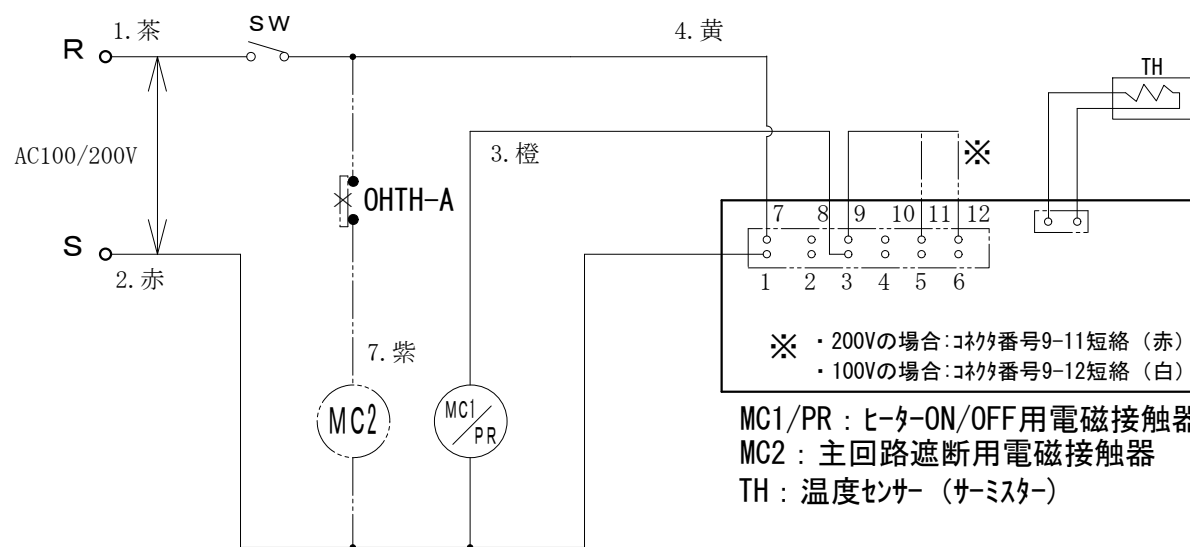 1.茶
SW
4.黄
R
TH
AC100/200V
3.橙
※
OHTH-A
7 8 9 10 11 12
S
2.赤
1 2 3 4 5 6
※ ・200Vの場合:ｺﾈｸﾀ番号9-11短絡（赤）
・100Vの場合:ｺﾈｸﾀ番号9-12短絡（白）
7.紫
MC2
MC1/PR
MC1/PR：ﾋｰﾀｰON/OFF用電磁接触器
MC2：主回路遮断用電磁接触器
TH：温度ｾﾝｻｰ（ｻｰﾐｽﾀｰ）